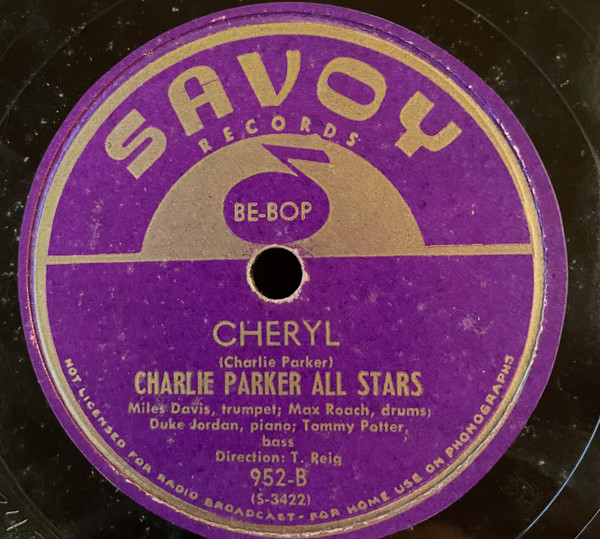 SAVOY
RECORDS
BE-BOP
CHERYL
(Charlie Parker)
CHARLIE PARKER ALL STARS
Miles Davis, trumpet; Max Roach, drums;
Duke Jordan, piano; Tommy Potter,
bass
Direction: T. Reig
952-B
(S-3422)
NOT LICENSED FOR RADIO BROADCAST - FOR HOME USE ON PHONOGRAPHS